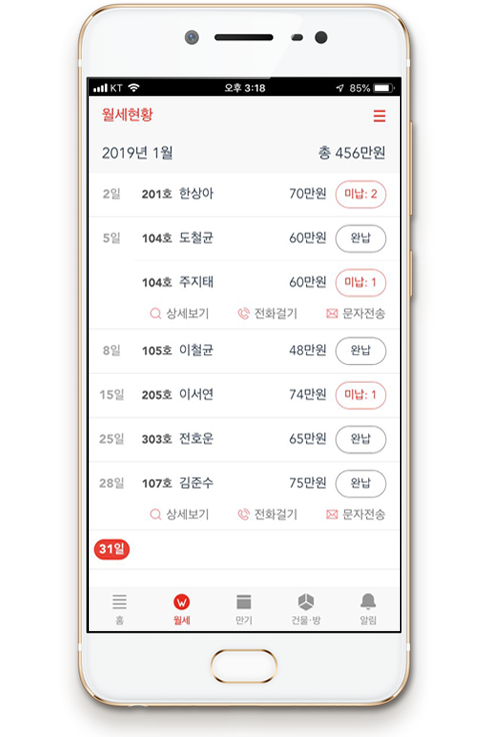 KT 오후 3:18 85%
월세현황
2019년 1월 총 456만원
2일 201호 한상아 70만원 미납: 2
5일 104호 도철균 60만원 완납
104호 주지태 60만원 미납: 1
상세보기 전화걸기 문자전송
8일 105호 이철균 48만원 완납
15일 205호 이서연 74만원 미납: 1
25일 303호 전호운 65만원 완납
28일 107호 김준수 75만원 완납
상세보기 전화걸기 문자전송
31일
홈 월세 만기 건물·방 알림